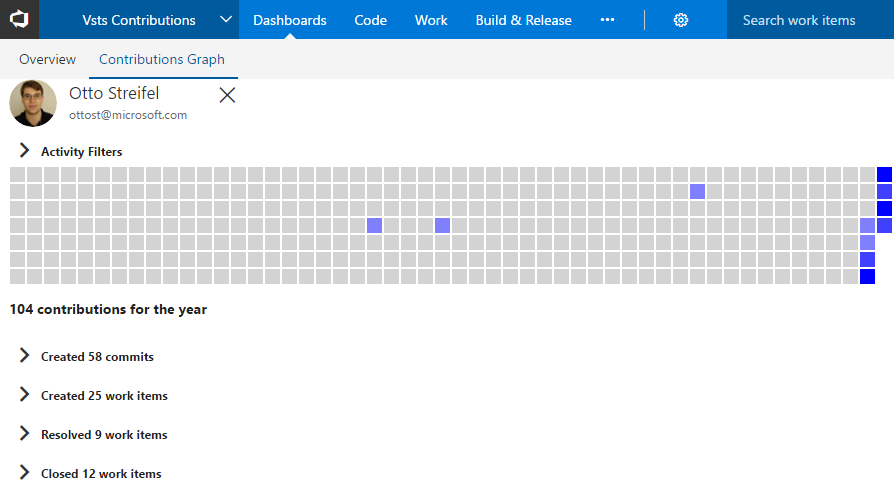 Vsts Contributions Dashboards Code Work Build & Release ••• Search work items
Overview Contributions Graph
Otto Streifel
ottost@microsoft.com
Activity Filters
104 contributions for the year
Created 58 commits
Created 25 work items
Resolved 9 work items
Closed 12 work items